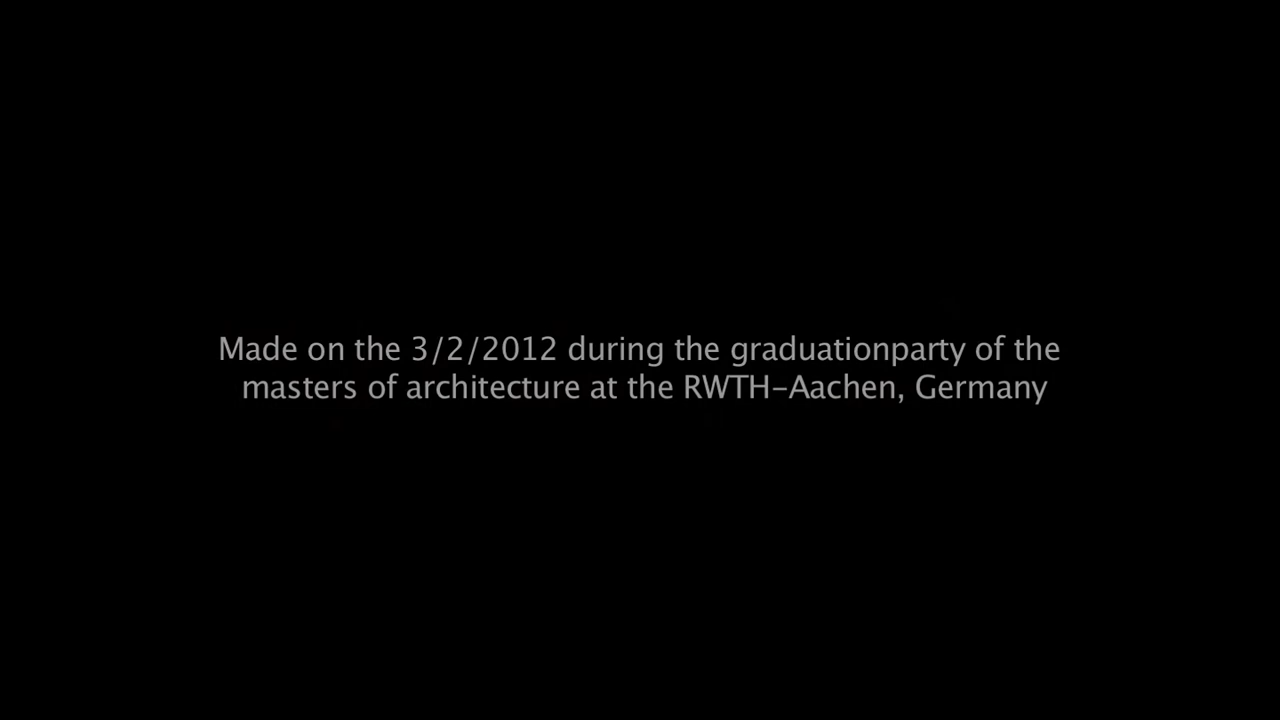 Made on the 3/2/2012 during the graduationparty of the
masters of architecture at the RWTH-Aachen, Germany